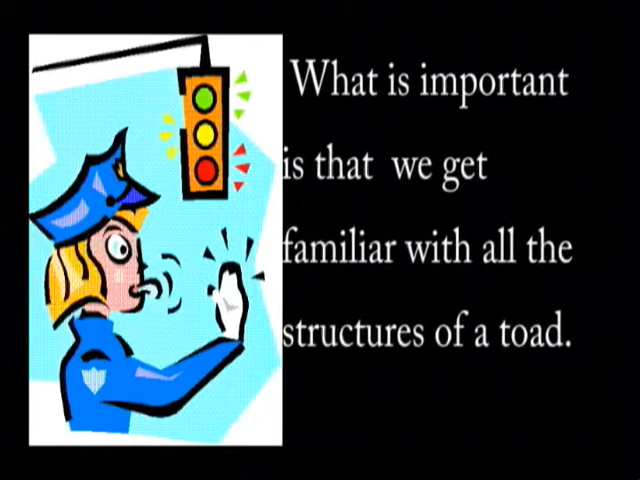 What is important
is that we get
familiar with all the
structures of a toad.